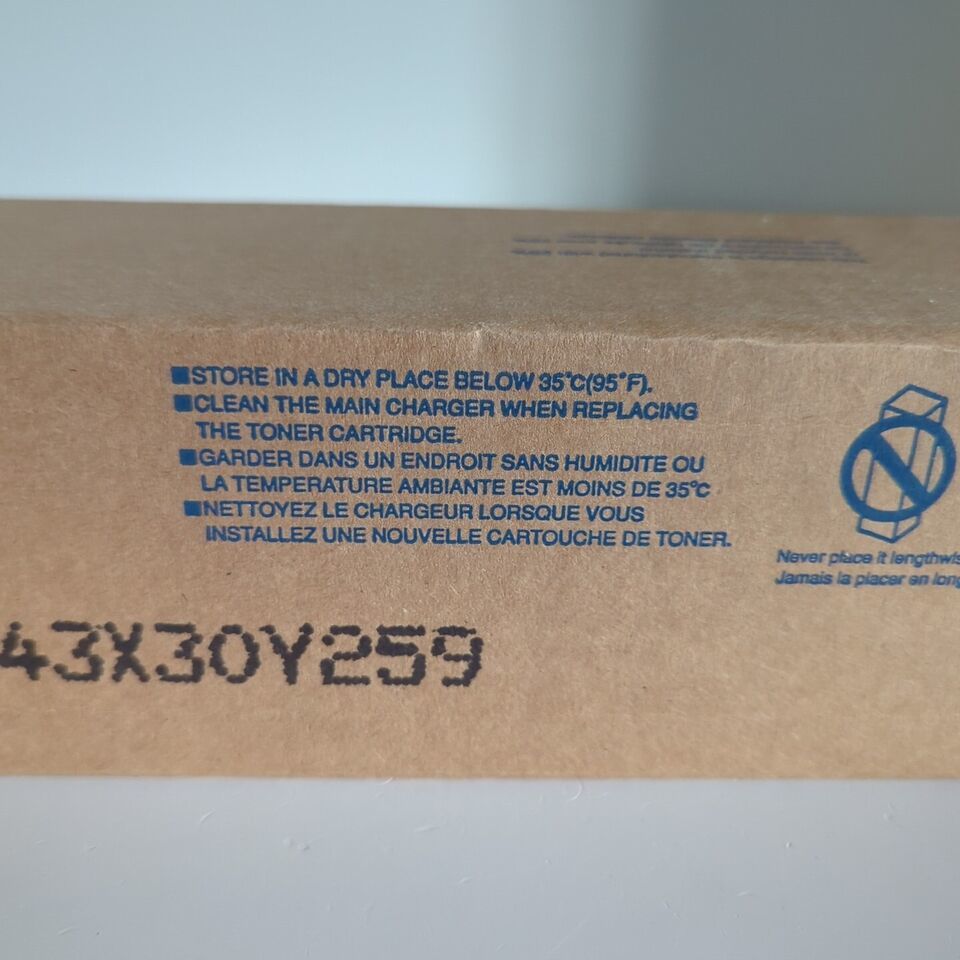 ■STORE IN A DRY PLACE BELOW 35°C(95°F).
■CLEAN THE MAIN CHARGER WHEN REPLACING
THE TONER CARTRIDGE.
■GARDER DANS UN ENDROIT SANS HUMIDITE OU
LA TEMPERATURE AMBIANTE EST MOINS DE 35°C
■NETTOYEZ LE CHARGEUR LORSQUE VOUS
INSTALLEZ UNE NOUVELLE CARTOUCHE DE TONER.
Never place it lengthwis
Jamais la placer en long
43X30Y259